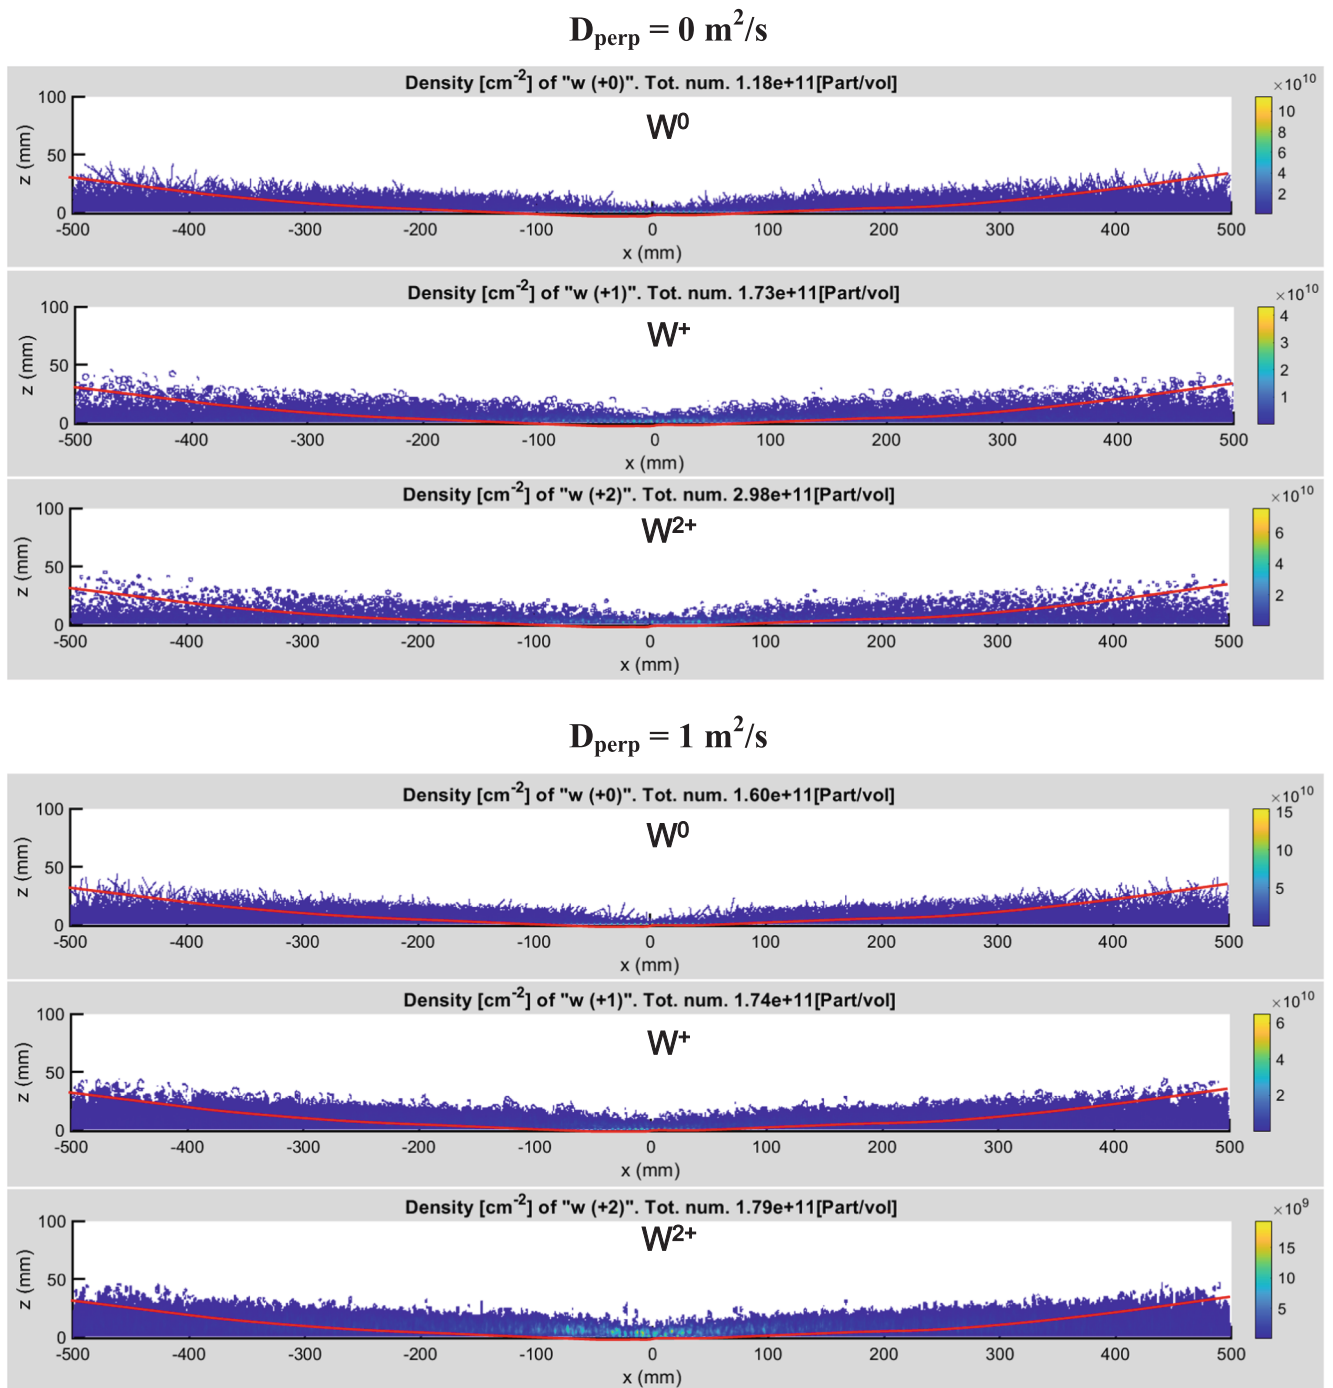 D_perp = 0 m²/s
Density [cm⁻²] of "w (+0)". Tot. num. 1.18e+11[Part/vol]
×10¹⁰
W⁰
100
50
0
z (mm)
10
8
6
4
2
-500 -400 -300 -200 -100 0 100 200 300 400 500
x (mm)
Density [cm⁻²] of "w (+1)". Tot. num. 1.73e+11[Part/vol]
×10¹⁰
W⁺
100
50
0
z (mm)
4
3
2
1
-500 -400 -300 -200 -100 0 100 200 300 400 500
x (mm)
Density [cm⁻²] of "w (+2)". Tot. num. 2.98e+11[Part/vol]
×10¹⁰
W²⁺
100
50
0
z (mm)
6
4
2
-500 -400 -300 -200 -100 0 100 200 300 400 500
x (mm)
D_perp = 1 m²/s
Density [cm⁻²] of "w (+0)". Tot. num. 1.60e+11[Part/vol]
×10¹⁰
W⁰
100
50
0
z (mm)
15
10
5
-500 -400 -300 -200 -100 0 100 200 300 400 500
x (mm)
Density [cm⁻²] of "w (+1)". Tot. num. 1.74e+11[Part/vol]
×10¹⁰
W⁺
100
50
0
z (mm)
6
4
2
-500 -400 -300 -200 -100 0 100 200 300 400 500
x (mm)
Density [cm⁻²] of "w (+2)". Tot. num. 1.79e+11[Part/vol]
×10⁹
W²⁺
100
50
0
z (mm)
15
10
5
-500 -400 -300 -200 -100 0 100 200 300 400 500
x (mm)